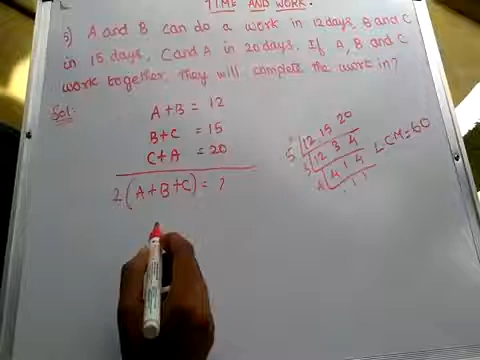 TIME AND WORK.
5) A and B can do a work in 12 days, B and C
in 15 days, C and A in 20 days. If A, B and C
work together, they will complete the work in?
Sol:
A+B = 12
B+C = 15
C+A = 20
2(A+B+C) = ?
12 15 20
5 12 3 4
3 4 1 4
4 1 1
LCM=60